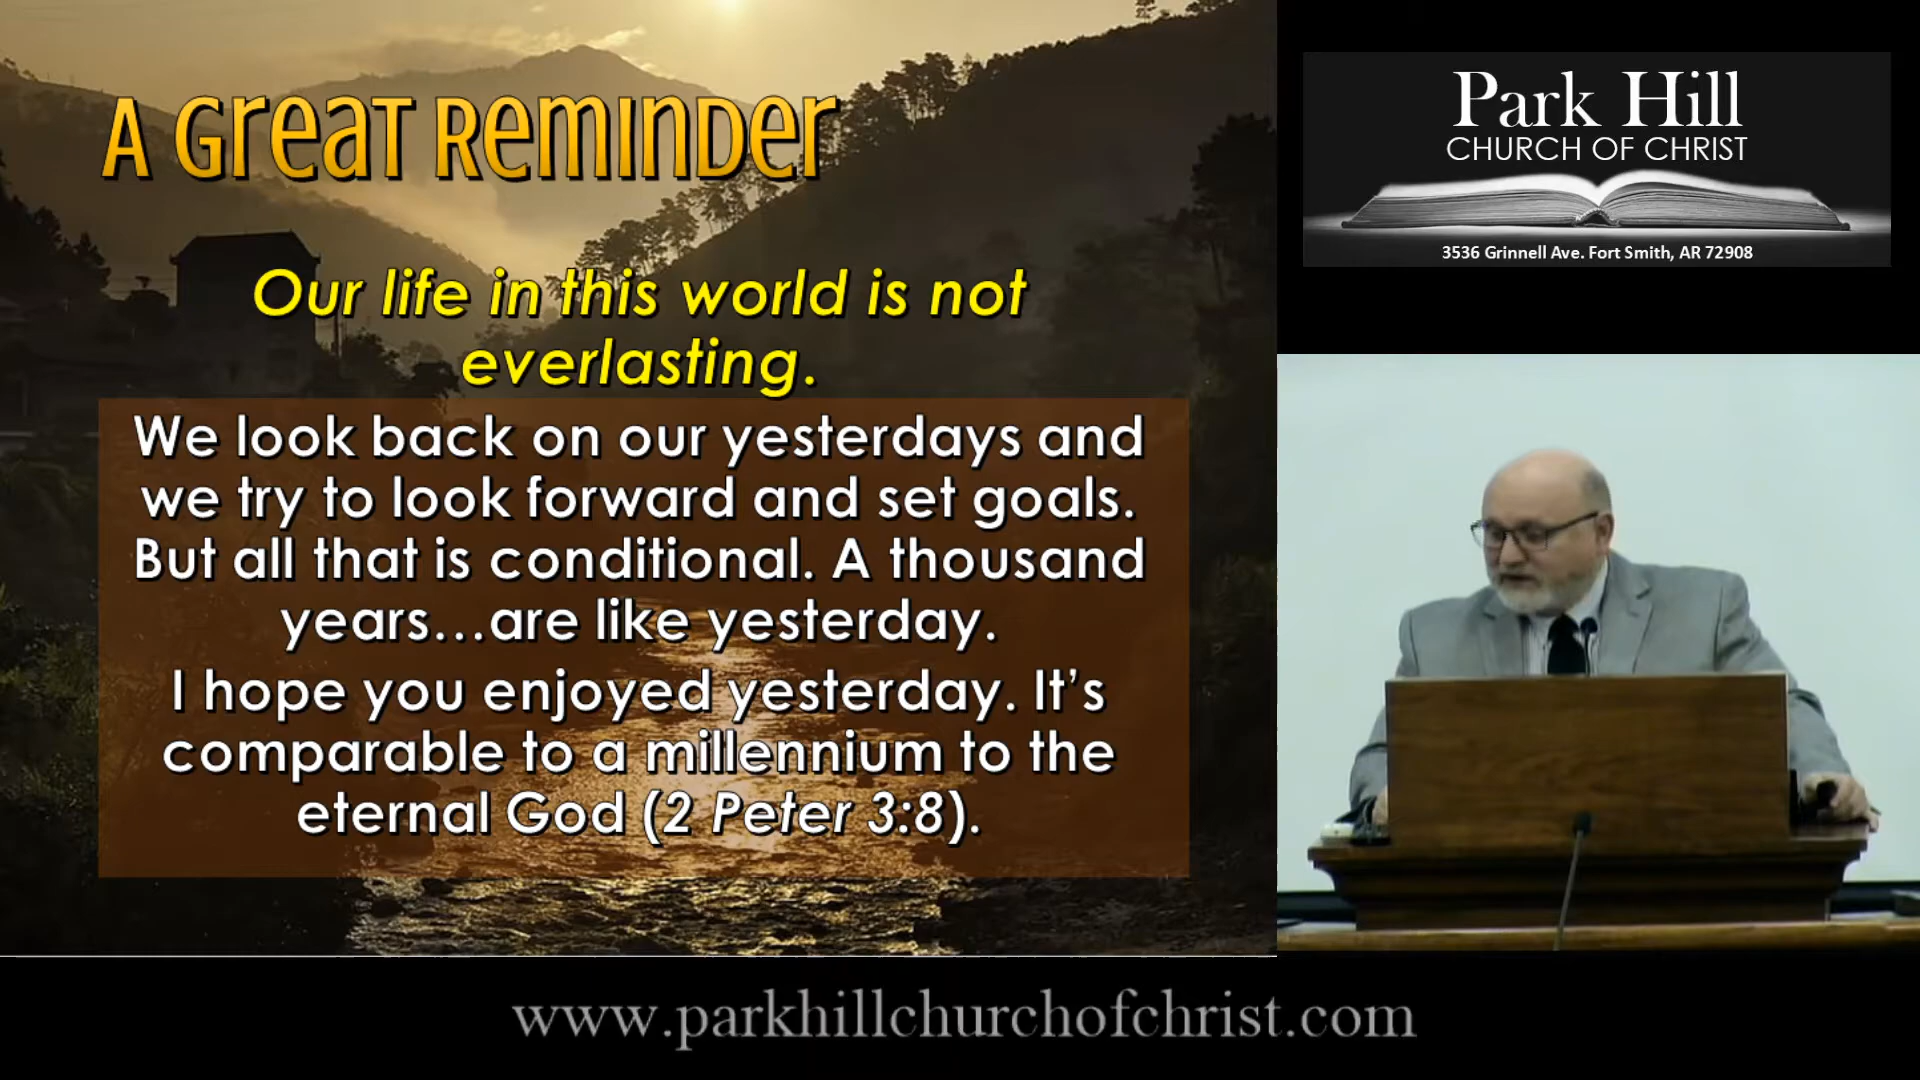 A Great Reminder
Our life in this world is not
everlasting.
We look back on our yesterdays and
we try to look forward and set goals.
But all that is conditional. A thousand
years…are like yesterday.
I hope you enjoyed yesterday. It’s
comparable to a millennium to the
eternal God (2 Peter 3:8).
Park Hill
CHURCH OF CHRIST
3536 Grinnell Ave. Fort Smith, AR 72908
www.parkhillchurchofchrist.com